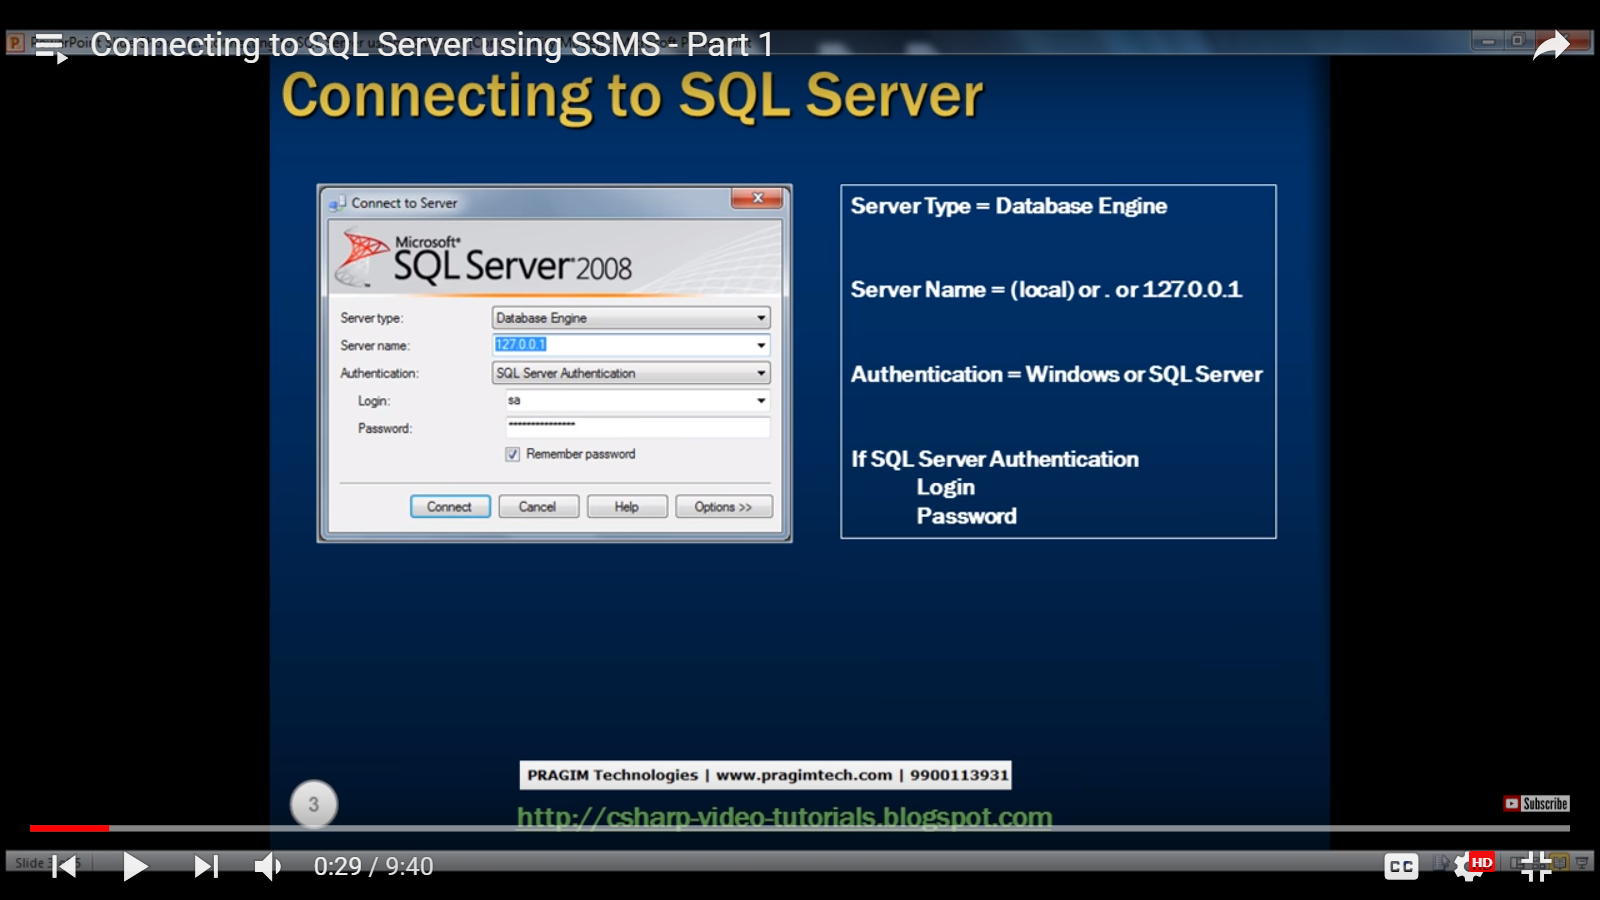 Connecting to SQL Server using SSMS - Part 1
Connecting to SQL Server
Connect to Server
Microsoft®
SQL Server® 2008
Server type: Database Engine
Server name: 127.0.0.1
Authentication: SQL Server Authentication
Login: sa
Password: ***************
Remember password
Connect Cancel Help Options >>
Server Type = Database Engine
Server Name = (local) or . or 127.0.0.1
Authentication = Windows or SQL Server
If SQL Server Authentication
Login
Password
PRAGIM Technologies | www.pragimtech.com | 9900113931
http://csharp-video-tutorials.blogspot.com
3
Subscribe
Slide
0:29 / 9:40
CC
HD